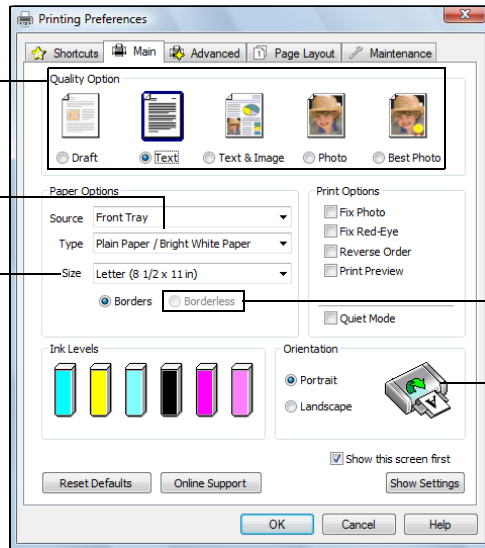 Printing Preferences
Shortcuts Main Advanced 1 Page Layout Maintenance
Quality Option
Draft Text Text & Image Photo Best Photo
Paper Options
Source Front Tray
Type Plain Paper / Bright White Paper
Size Letter (8 1/2 x 11 in)
Borders Borderless
Print Options
Fix Photo
Fix Red-Eye
Reverse Order
Print Preview
Quiet Mode
Ink Levels
Orientation
Portrait
Landscape
A
Show this screen first
Reset Defaults Online Support Show Settings
OK Cancel Help